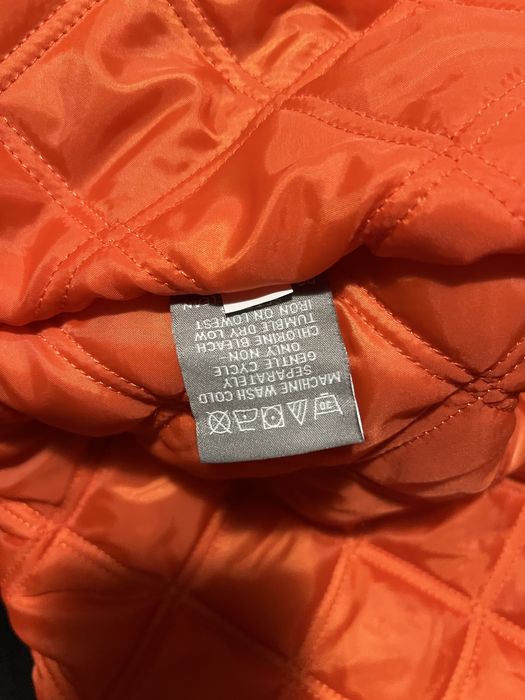 30
MACHINE WASH COLD
SEPARATELY
GENTLE CYCLE
ONLY NON-
CHLORINE BLEACH
TUMBLE DRY LOW
IRON ON LOWEST